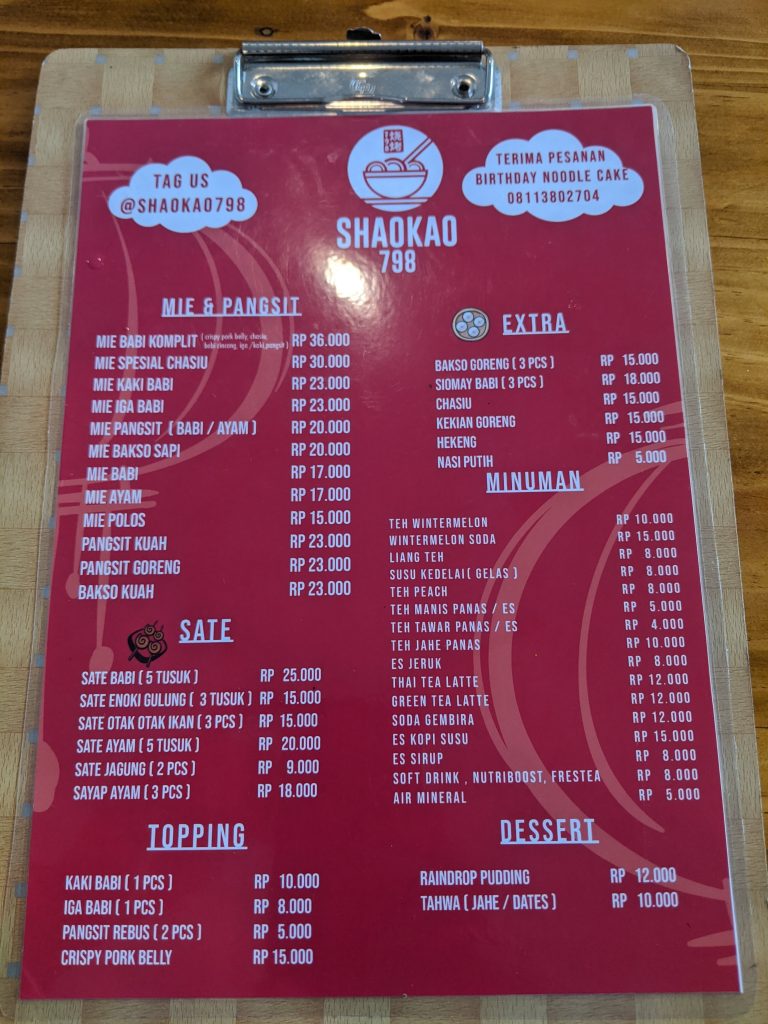 TAG US
@SHAOKAO798
燒烤
SHAOKAO
798
TERIMA PESANAN
BIRTHDAY NOODLE CAKE
08113802704
MIE & PANGSIT
MIE BABI KOMPLIT ( crispy pork belly, chasiu, babi cincang, iga /kaki,pangsit ) RP 36.000
MIE SPESIAL CHASIU RP 30.000
MIE KAKI BABI RP 23.000
MIE IGA BABI RP 23.000
MIE PANGSIT ( BABI / AYAM ) RP 20.000
MIE BAKSO SAPI RP 20.000
MIE BABI RP 17.000
MIE AYAM RP 17.000
MIE POLOS RP 15.000
PANGSIT KUAH RP 23.000
PANGSIT GORENG RP 23.000
BAKSO KUAH RP 23.000
SATE
SATE BABI ( 5 TUSUK ) RP 25.000
SATE ENOKI GULUNG ( 3 TUSUK ) RP 15.000
SATE OTAK OTAK IKAN ( 3 PCS ) RP 15.000
SATE AYAM ( 5 TUSUK ) RP 20.000
SATE JAGUNG ( 2 PCS ) RP 9.000
SAYAP AYAM ( 3 PCS ) RP 18.000
TOPPING
KAKI BABI ( 1 PCS ) RP 10.000
IGA BABI ( 1 PCS ) RP 8.000
PANGSIT REBUS ( 2 PCS ) RP 5.000
CRISPY PORK BELLY RP 15.000
EXTRA
BAKSO GORENG ( 3 PCS ) RP 15.000
SIOMAY BABI ( 3 PCS ) RP 18.000
CHASIU RP 15.000
KEKIAN GORENG RP 15.000
HEKENG RP 15.000
NASI PUTIH RP 5.000
MINUMAN
TEH WINTERMELON RP 10.000
WINTERMELON SODA RP 15.000
LIANG TEH RP 8.000
SUSU KEDELAI( GELAS ) RP 8.000
TEH PEACH RP 8.000
TEH MANIS PANAS / ES RP 5.000
TEH TAWAR PANAS / ES RP 4.000
TEH JAHE PANAS RP 10.000
ES JERUK RP 8.000
THAI TEA LATTE RP 12.000
GREEN TEA LATTE RP 12.000
SODA GEMBIRA RP 12.000
ES KOPI SUSU RP 15.000
ES SIRUP RP 8.000
SOFT DRINK , NUTRIBOOST, FRESTEA RP 8.000
AIR MINERAL RP 5.000
DESSERT
RAINDROP PUDDING RP 12.000
TAHWA ( JAHE / DATES ) RP 10.000